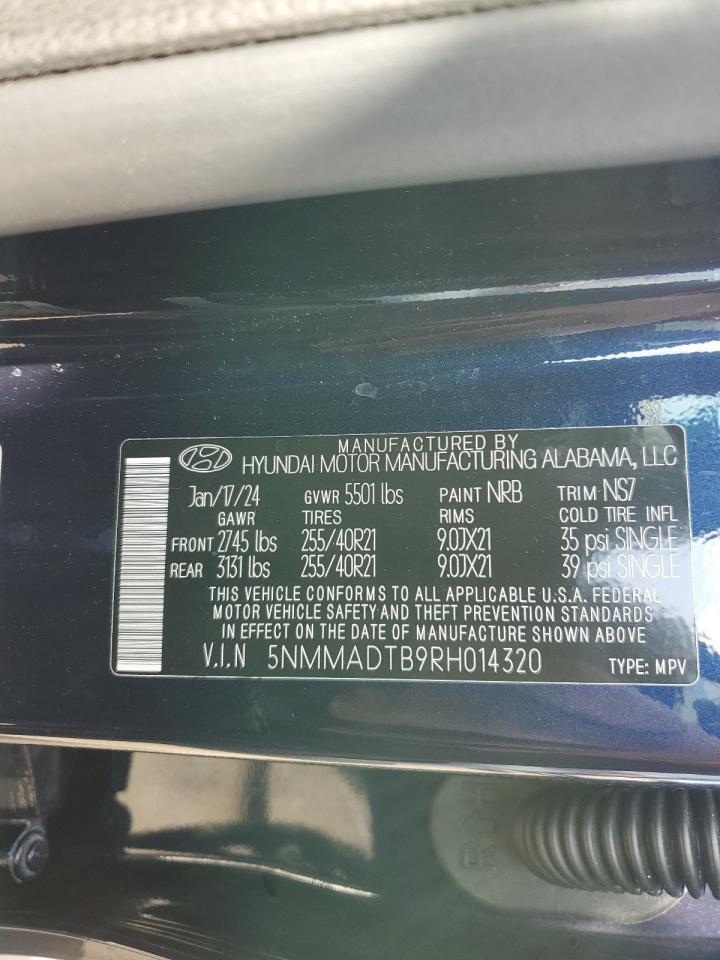 MANUFACTURED BY
HYUNDAI MOTOR MANUFACTURING ALABAMA, LLC
Jan/17/24 GVWR 5501 lbs PAINT NRB TRIM NS7
GAWR TIRES RIMS COLD TIRE INFL
FRONT 2745 lbs 255/40R21 9.0JX21 35 psi SINGLE
REAR 3131 lbs 255/40R21 9.0JX21 39 psi SINGLE
THIS VEHICLE CONFORMS TO ALL APPLICABLE U.S.A. FEDERAL
MOTOR VEHICLE SAFETY AND THEFT PREVENTION STANDARDS
IN EFFECT ON THE DATE OF MANUFACTURE SHOWN ABOVE
V.I.N 5NMMADTB9RH014320 TYPE: MPV